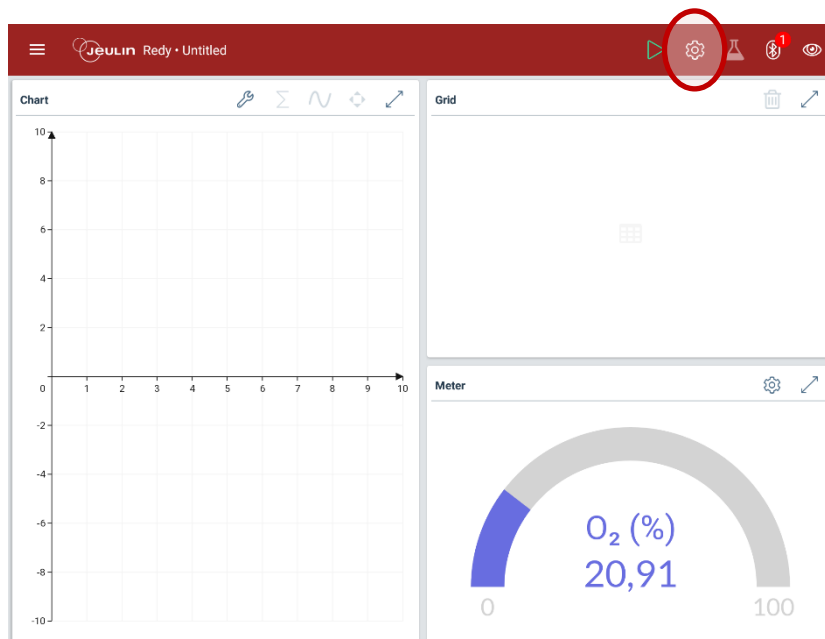 Jeulin Redy • Untitled
1
Chart
10
8
6
4
2
0 1 2 3 4 5 6 7 8 9 10
-2
-4
-6
-8
-10
Grid
Meter
O₂ (%)
20,91
0 100